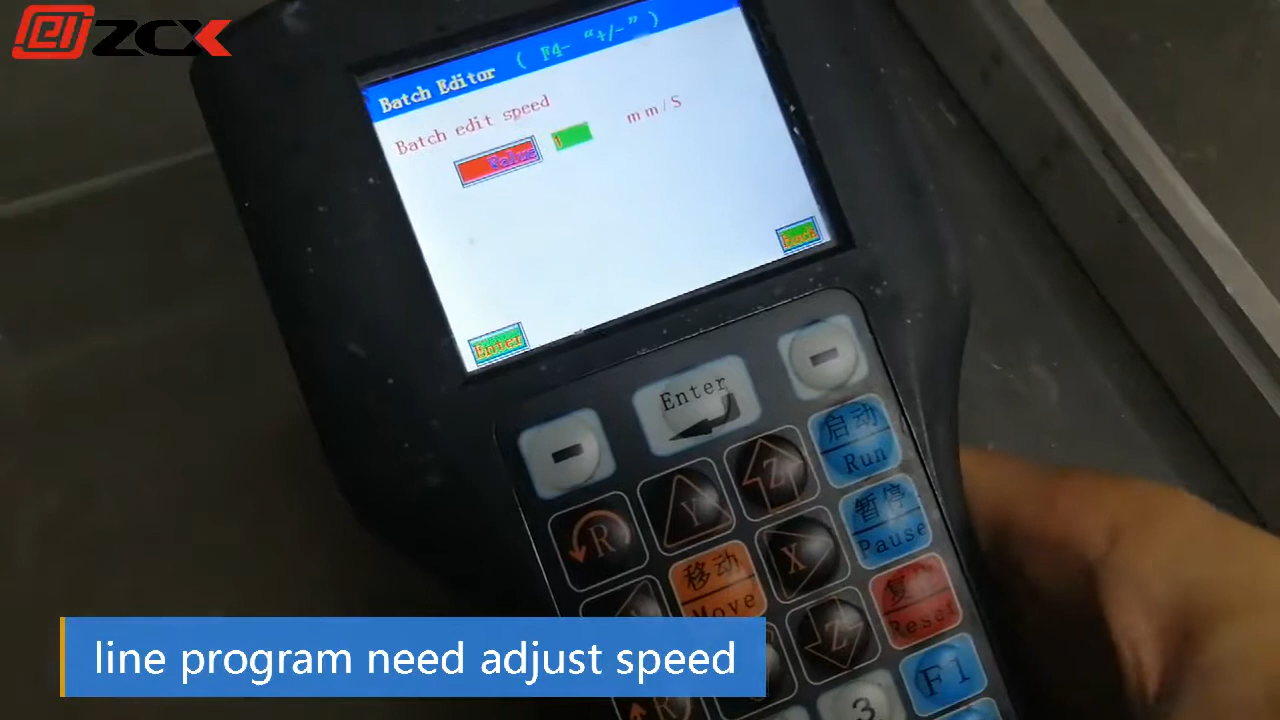 ZCX
Batch Editor ( F4- “+/-” )
Batch edit speed
Value
mm/S
Back
Enter
Enter
启动
Run
R
Y
Z
暂停
Pause
移动
Move
X
复
Reset
Z
F1
R
3
line program need adjust speed